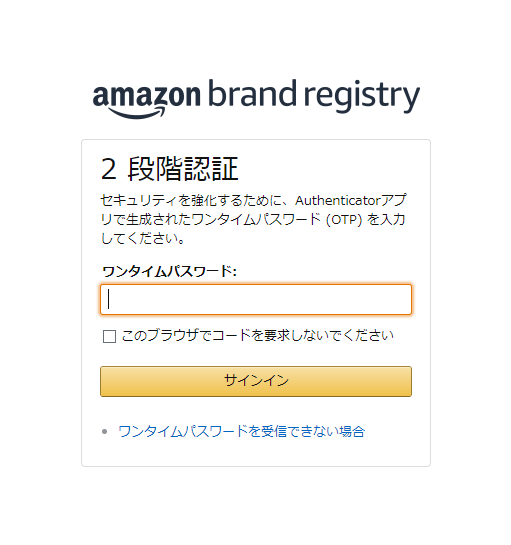 amazon brand registry
2 段階認証
セキュリティを強化するために、Authenticatorアプ
リで生成されたワンタイムパスワード (OTP) を入力
してください。
ワンタイムパスワード:
このブラウザでコードを要求しないでください
サインイン
ワンタイムパスワードを受信できない場合